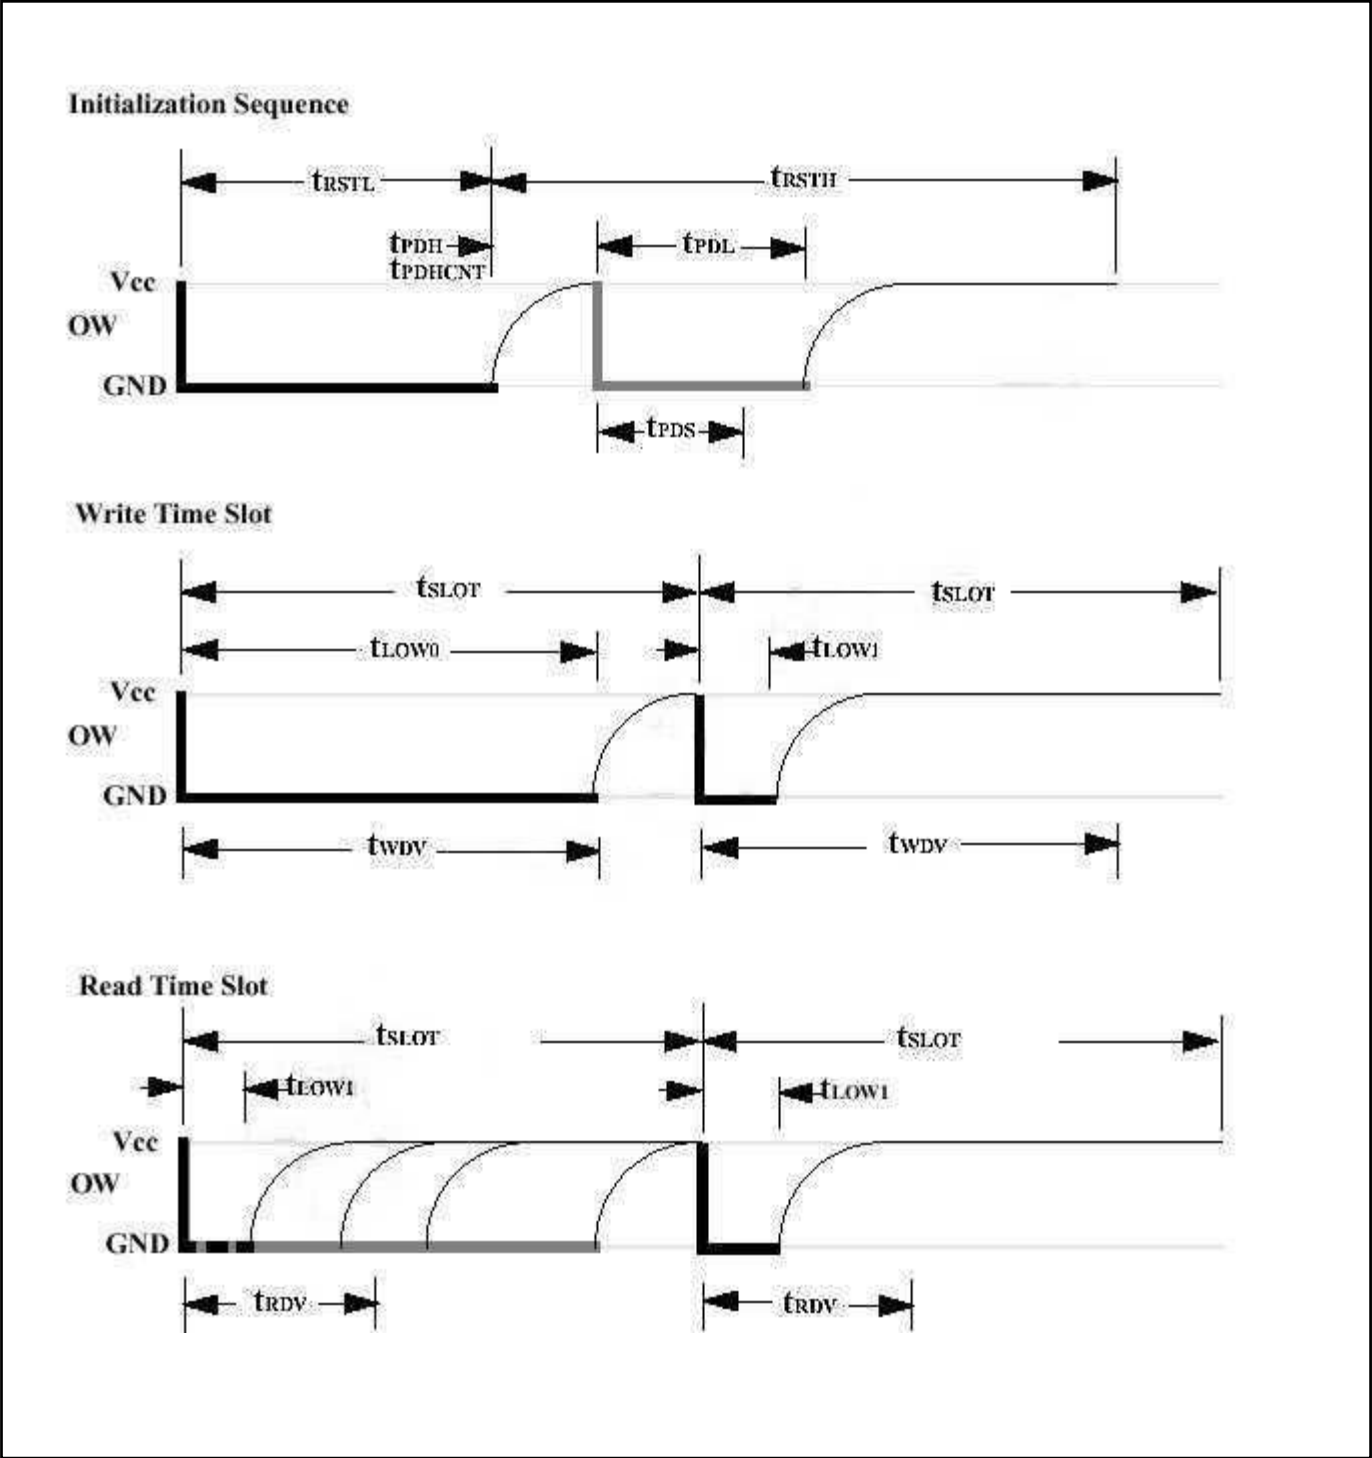 Initialization Sequence
tRSTL tRSTH
tPDH tPDL
tPDHCNT
Vcc
OW
GND
tPDS
Write Time Slot
tSLOT tSLOT
tLOW0 tLOW1
Vcc
OW
GND
tWDV tWDV
Read Time Slot
tSLOT tSLOT
tLOW1 tLOW1
Vcc
OW
GND
tRDV tRDV